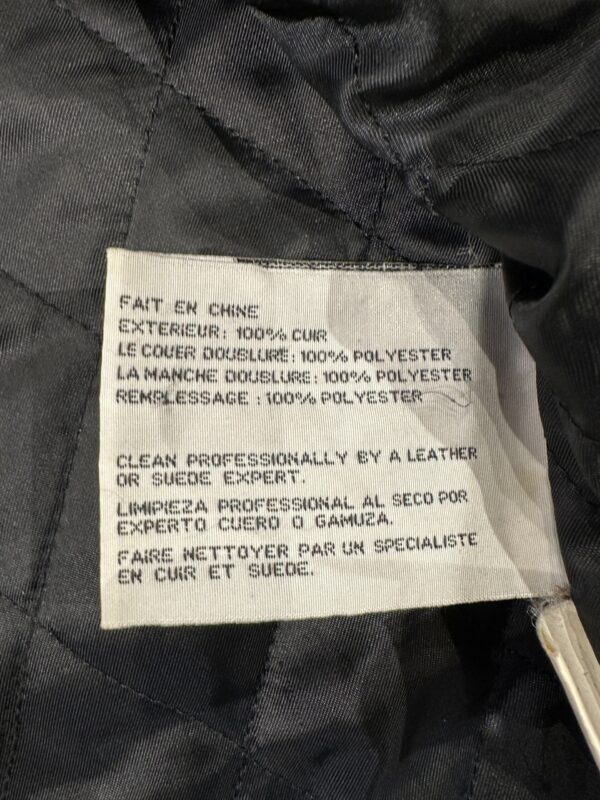 FAIT EN CHINE
EXTERIEUR: 100% CUIR
LE COUER DOUBLURE: 100% POLYESTER
LA MANCHE DOUBLURE: 100% POLYESTER
REMPLESSAGE : 100% POLYESTER
CLEAN PROFESSIONALLY BY A LEATHER
OR SUEDE EXPERT.
LIMIPIEZA PROFESSIONAL AL SECO POR
EXPERTO CUERO O GAMUZA.
FAIRE NETTOYER PAR UN SPECIALISTE
EN CUIR ET SUEDE.